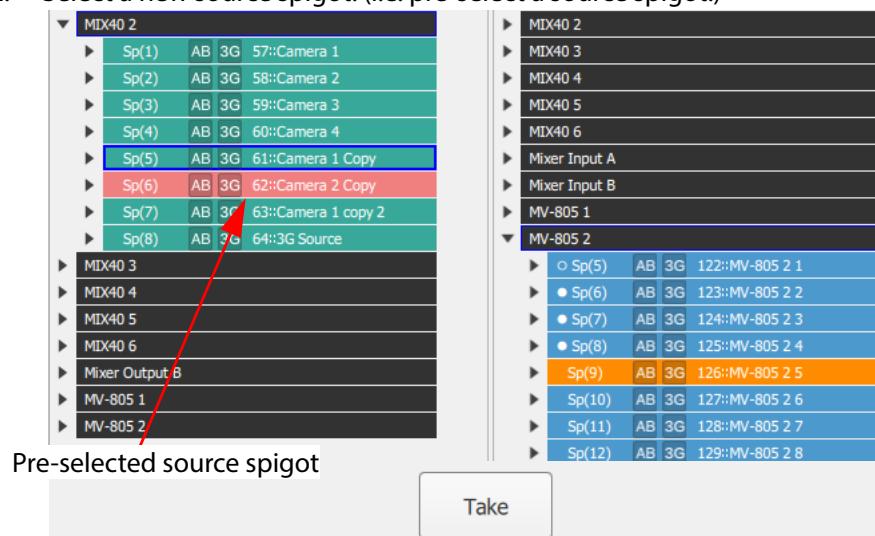 Select a new source spigot. (i.e. pre-select a source spigot.)
MIX40 2
Sp(1) AB 3G 57::Camera 1
Sp(2) AB 3G 58::Camera 2
Sp(3) AB 3G 59::Camera 3
Sp(4) AB 3G 60::Camera 4
Sp(5) AB 3G 61::Camera 1 Copy
Sp(6) AB 3G 62::Camera 2 Copy
Sp(7) AB 3G 63::Camera 1 copy 2
Sp(8) AB 3G 64::3G Source
MIX40 3
MIX40 4
MIX40 5
MIX40 6
Mixer Output B
MV-805 1
MV-805 2
Pre-selected source spigot
MIX40 2
MIX40 3
MIX40 4
MIX40 5
MIX40 6
Mixer Input A
Mixer Input B
MV-805 1
MV-805 2
Sp(5) AB 3G 122::MV-805 2 1
Sp(6) AB 3G 123::MV-805 2 2
Sp(7) AB 3G 124::MV-805 2 3
Sp(8) AB 3G 125::MV-805 2 4
Sp(9) AB 3G 126::MV-805 2 5
Sp(10) AB 3G 127::MV-805 2 6
Sp(11) AB 3G 128::MV-805 2 7
Sp(12) AB 3G 129::MV-805 2 8
Take